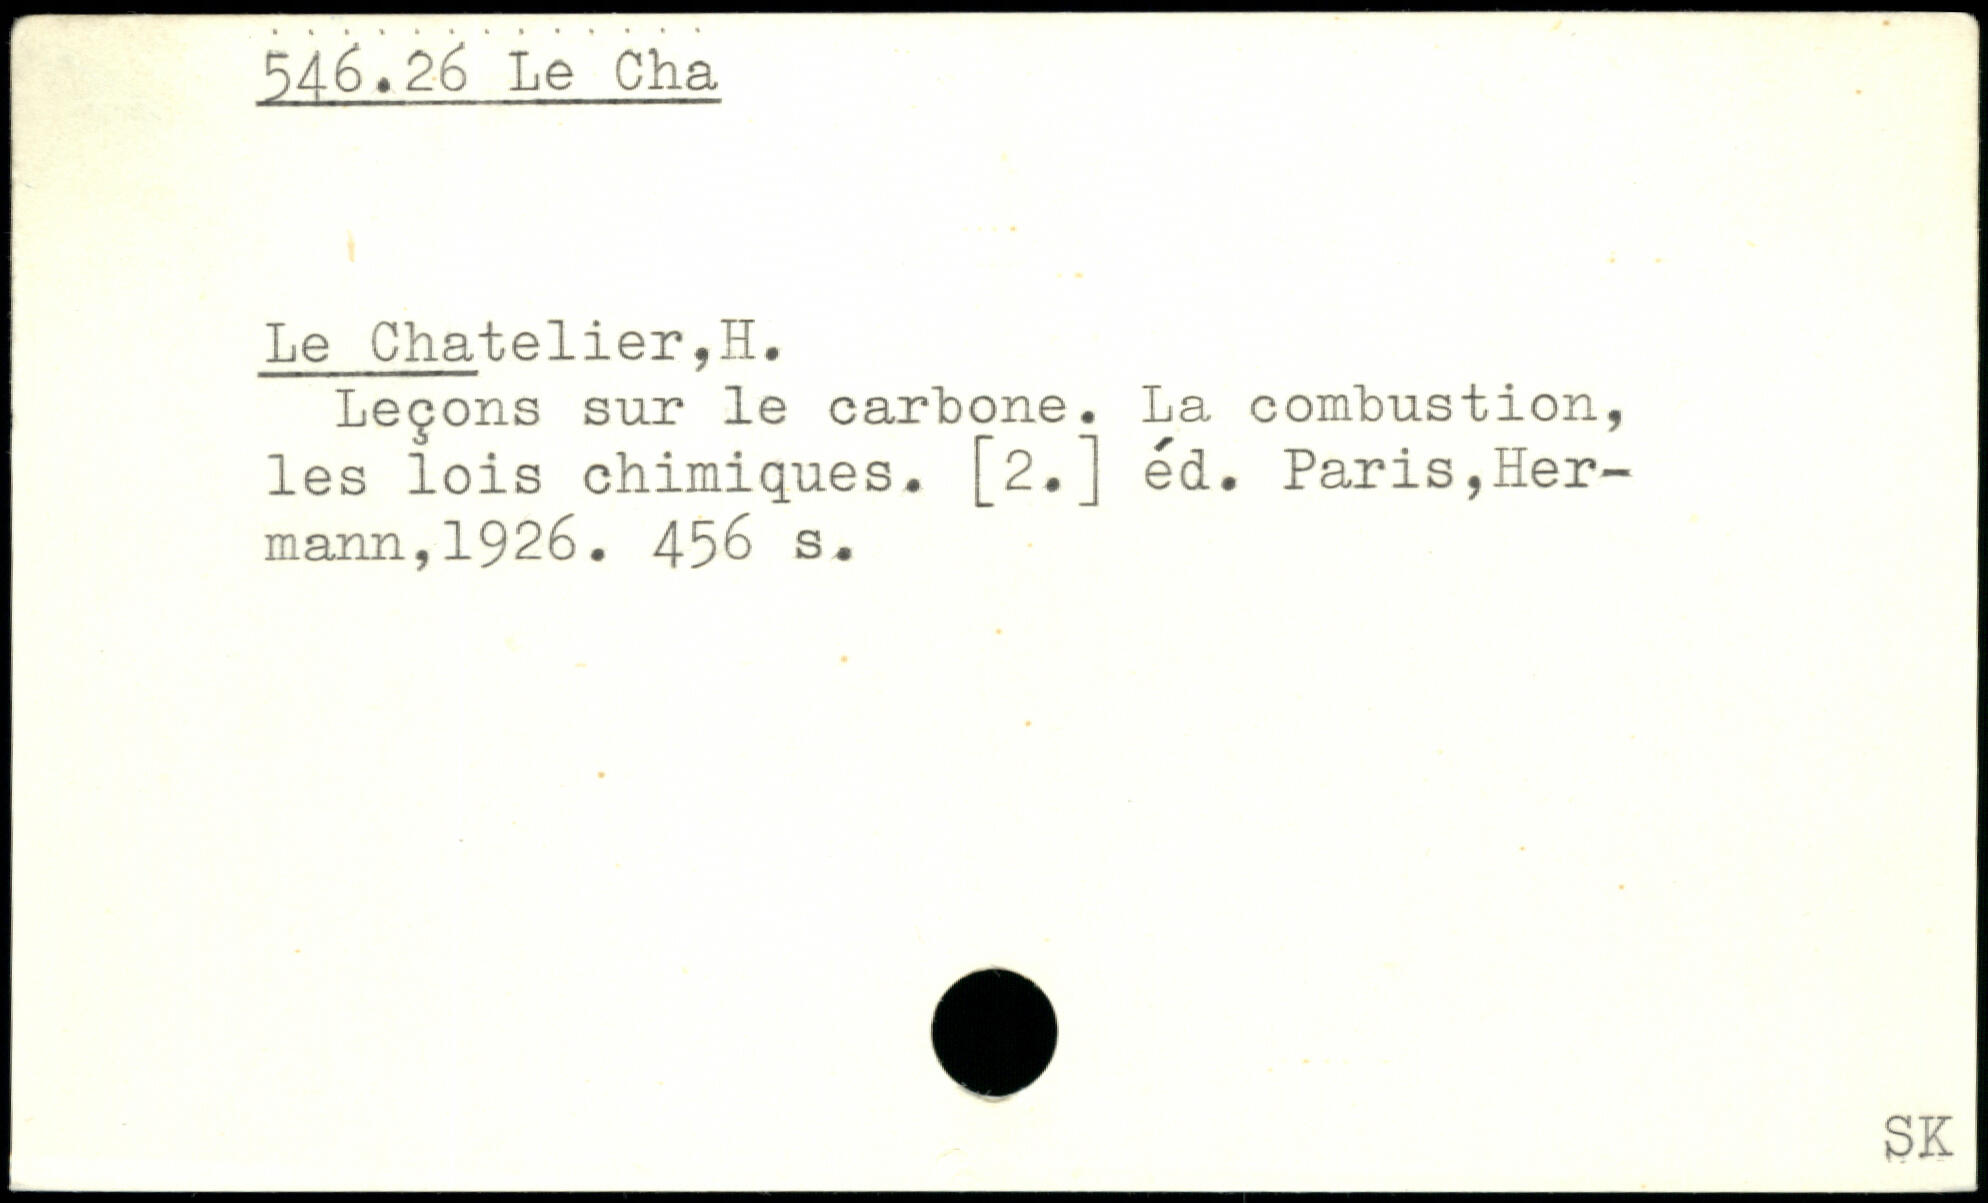 546.26 Le Cha
Le Chatelier,H.
Leçons sur le carbone. La combustion,
les lois chimiques. [2.] éd. Paris,Her-
mann,1926. 456 s.
SK